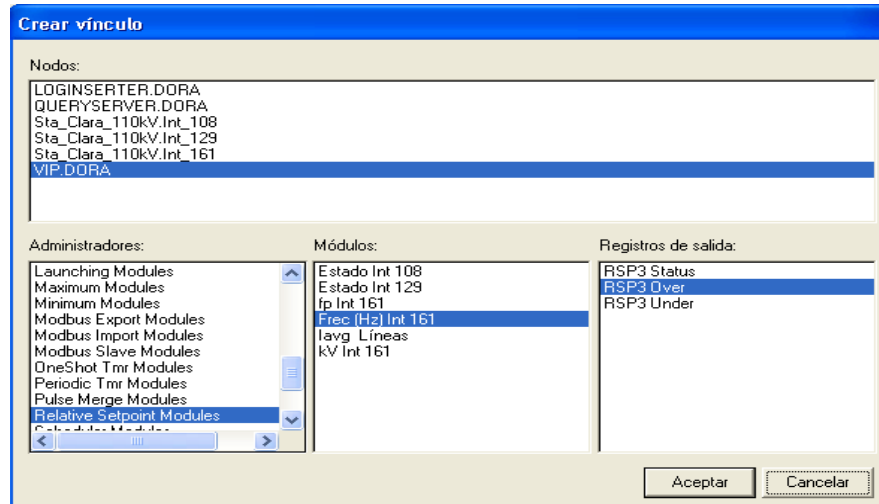 Crear vínculo
Nodos:
LOGINSERTER.DORA
QUERYSERVER.DORA
Sta_Clara_110kV.Int_108
Sta_Clara_110kV.Int_129
Sta_Clara_110kV.Int_161
VIP.DORA
Administradores:
Launching Modules
Maximum Modules
Minimum Modules
Modbus Export Modules
Modbus Import Modules
Modbus Slave Modules
OneShot Tmr Modules
Periodic Tmr Modules
Pulse Merge Modules
Relative Setpoint Modules
Módulos:
Estado Int 108
Estado Int 129
fp Int 161
Frec (Hz) Int 161
Iavg Líneas
kV Int 161
Registros de salida:
RSP3 Status
RSP3 Over
RSP3 Under
Aceptar
Cancelar